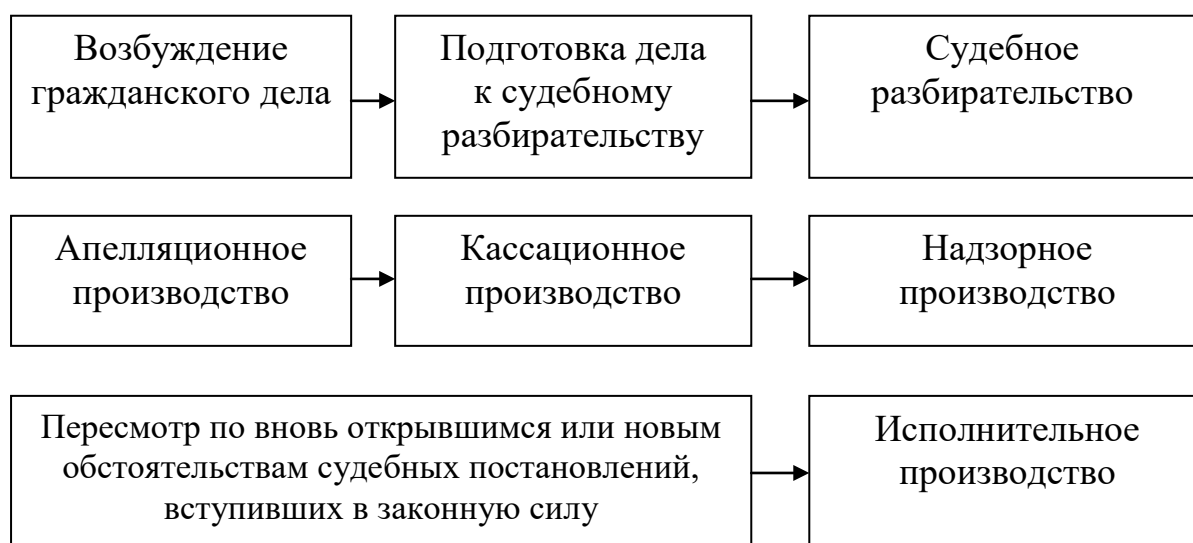 Возбуждение
гражданского дела
Подготовка дела
к судебному
разбирательству
Судебное
разбирательство
Апелляционное
производство
Кассационное
производство
Надзорное
производство
Пересмотр по вновь открывшимся или новым
обстоятельствам судебных постановлений,
вступивших в законную силу
Исполнительное
производство